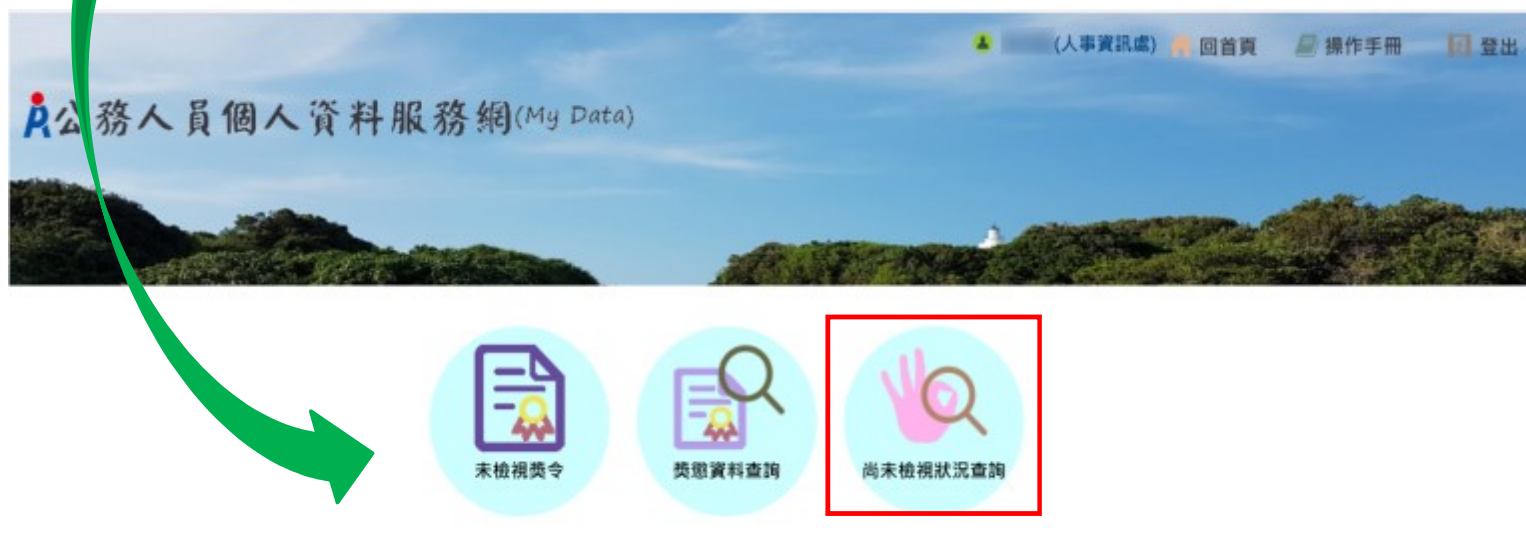 (人事資訊處) 回首頁 操作手冊 登出
公務人員個人資料服務網(My Data)
未檢視獎令 獎懲資料查詢 尚未檢視狀況查詢